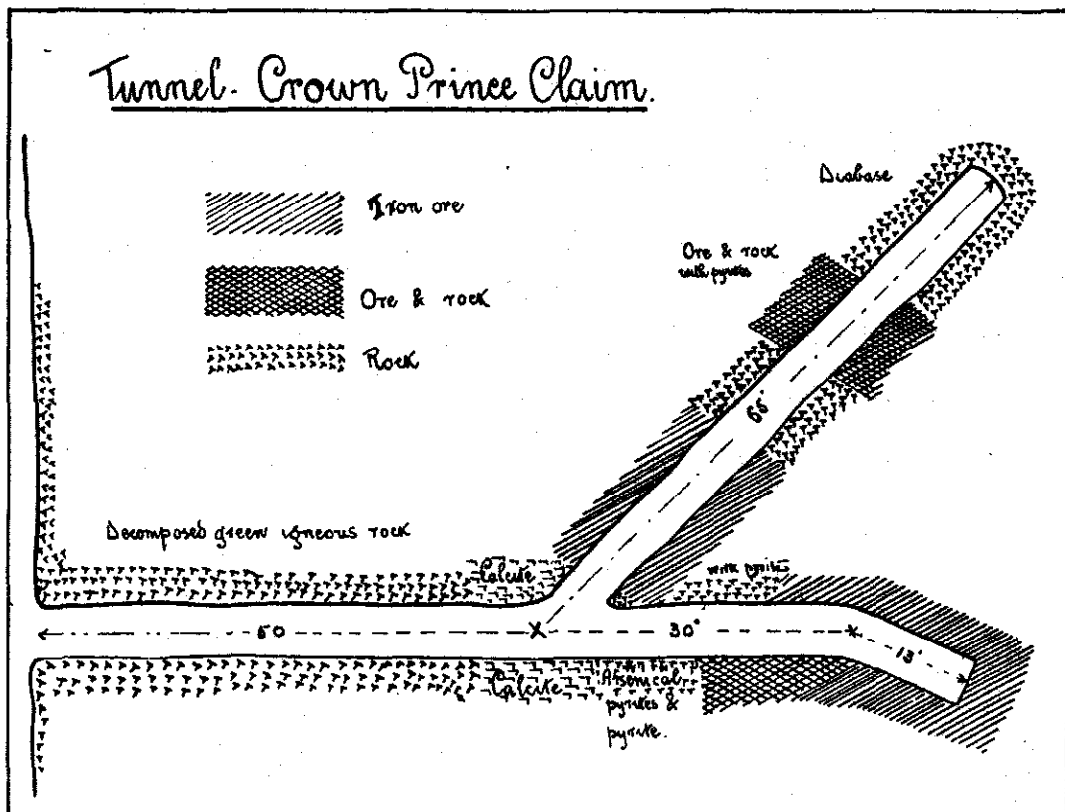 Tunnel. Crown Prince Claim.
Iron ore
Ore & rock
Rock
Diabase
Ore & rock
with pyrites
66'
Decomposed green igneous rock
Calcite
with pyrite
50
30'
13'
Calcite
Arsenical
pyrites &
pyrite.